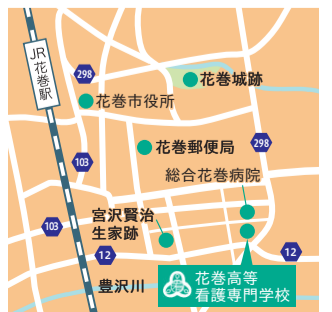 JR花巻駅
298
花巻城跡
花巻市役所
花巻郵便局
298
103
総合花巻病院
宮沢賢治
生家跡
103
12
12
豊沢川
花巻高等
看護専門学校